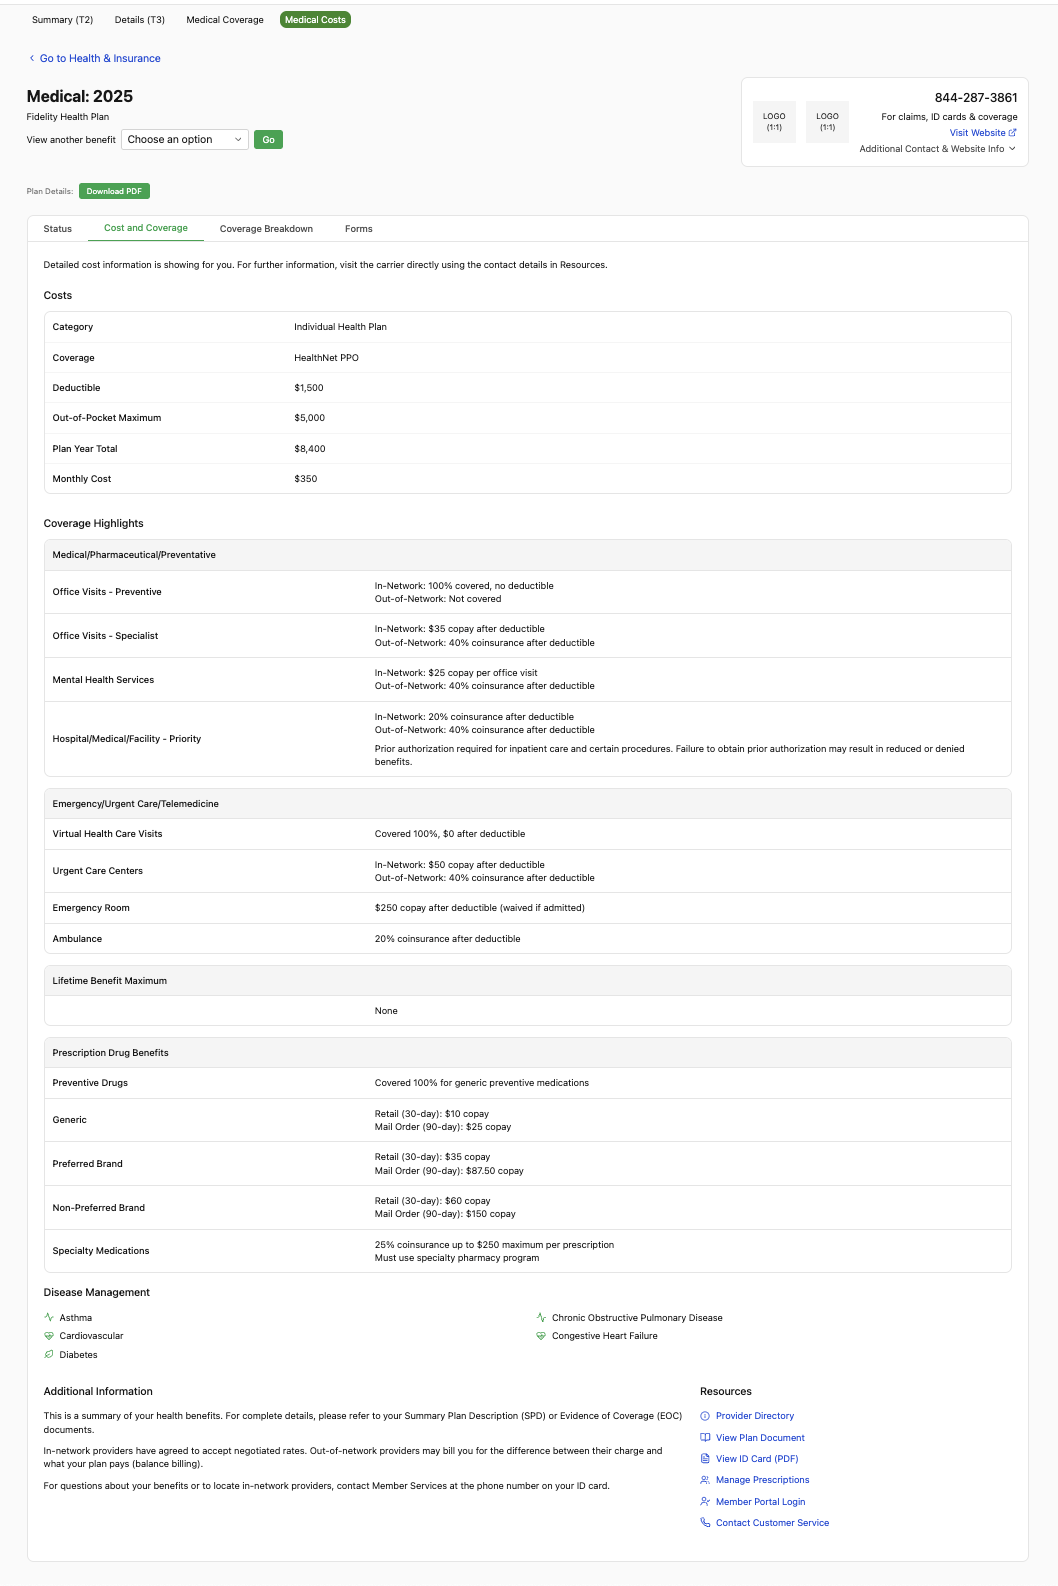 Summary (T2) Details (T3) Medical Coverage Medical Costs
Go to Health & Insurance
Medical: 2025
Fidelity Health Plan
View another benefit Choose an option Go
LOGO (1:1)
LOGO (1:1)
844-287-3861
For claims, ID cards & coverage
Visit Website
Additional Contact & Website Info
Plan Details: Download PDF
Status Cost and Coverage Coverage Breakdown Forms
Detailed cost information is showing for you. For further information, visit the carrier directly using the contact details in Resources.
Costs
Category Individual Health Plan
Coverage HealthNet PPO
Deductible $1,500
Out-of-Pocket Maximum $5,000
Plan Year Total $8,400
Monthly Cost $350
Coverage Highlights
Medical/Pharmaceutical/Preventative
Office Visits - Preventive
In-Network: 100% covered, no deductible
Out-of-Network: Not covered
Office Visits - Specialist
In-Network: $35 copay after deductible
Out-of-Network: 40% coinsurance after deductible
Mental Health Services
In-Network: $25 copay per office visit
Out-of-Network: 40% coinsurance after deductible
Hospital/Medical/Facility - Priority
In-Network: 20% coinsurance after deductible
Out-of-Network: 40% coinsurance after deductible
Prior authorization required for inpatient care and certain procedures. Failure to obtain prior authorization may result in reduced or denied
benefits.
Emergency/Urgent Care/Telemedicine
Virtual Health Care Visits Covered 100%, $0 after deductible
Urgent Care Centers
In-Network: $50 copay after deductible
Out-of-Network: 40% coinsurance after deductible
Emergency Room $250 copay after deductible (waived if admitted)
Ambulance 20% coinsurance after deductible
Lifetime Benefit Maximum
None
Prescription Drug Benefits
Preventive Drugs Covered 100% for generic preventive medications
Generic
Retail (30-day): $10 copay
Mail Order (90-day): $25 copay
Preferred Brand
Retail (30-day): $35 copay
Mail Order (90-day): $87.50 copay
Non-Preferred Brand
Retail (30-day): $60 copay
Mail Order (90-day): $150 copay
Specialty Medications
25% coinsurance up to $250 maximum per prescription
Must use specialty pharmacy program
Disease Management
Asthma
Cardiovascular
Diabetes
Chronic Obstructive Pulmonary Disease
Congestive Heart Failure
Additional Information
This is a summary of your health benefits. For complete details, please refer to your Summary Plan Description (SPD) or Evidence of Coverage (EOC)
documents.
In-network providers have agreed to accept negotiated rates. Out-of-network providers may bill you for the difference between their charge and
what your plan pays (balance billing).
For questions about your benefits or to locate in-network providers, contact Member Services at the phone number on your ID card.
Resources
Provider Directory
View Plan Document
View ID Card (PDF)
Manage Prescriptions
Member Portal Login
Contact Customer Service